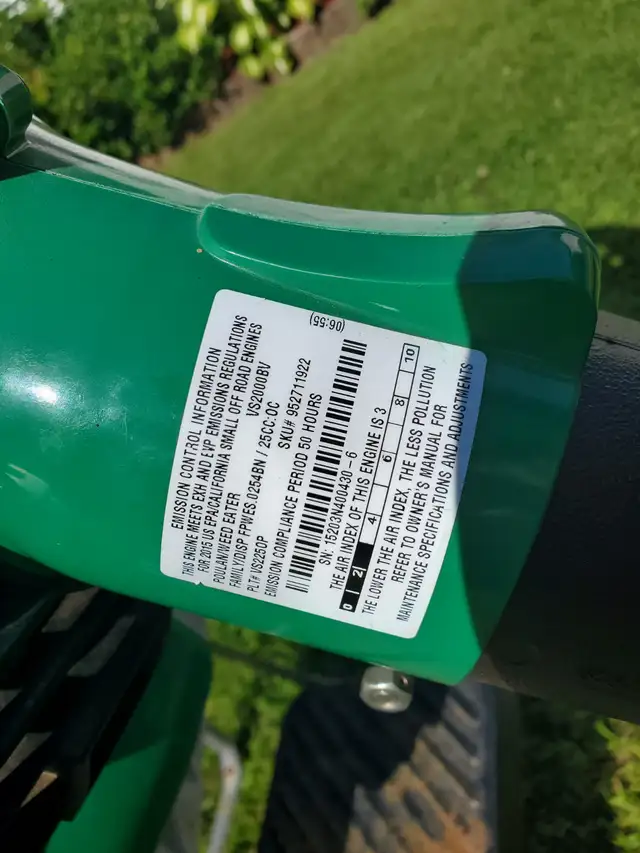 EMISSION CONTROL INFORMATION
THIS ENGINE MEETS EXH AND EVP EMISSIONS REGULATIONS
FOR 2015 US EPA/CALIFORNIA SMALL OFF ROAD ENGINES
POULAN/WEED EATER VS2000BV
FAMILY/DISP FPWES.0254BN / 25CC:OC
PLT# VS225OP SKU# 952711922
EMISSION COMPLIANCE PERIOD 50 HOURS
(06:55)
SN: 15203N400430-6
THE AIR INDEX OF THIS ENGINE IS 3
0 2 4 6 8 10
THE LOWER THE AIR INDEX, THE LESS POLLUTION
REFER TO OWNER'S MANUAL FOR
MAINTENANCE SPECIFICATIONS AND ADJUSTMENTS